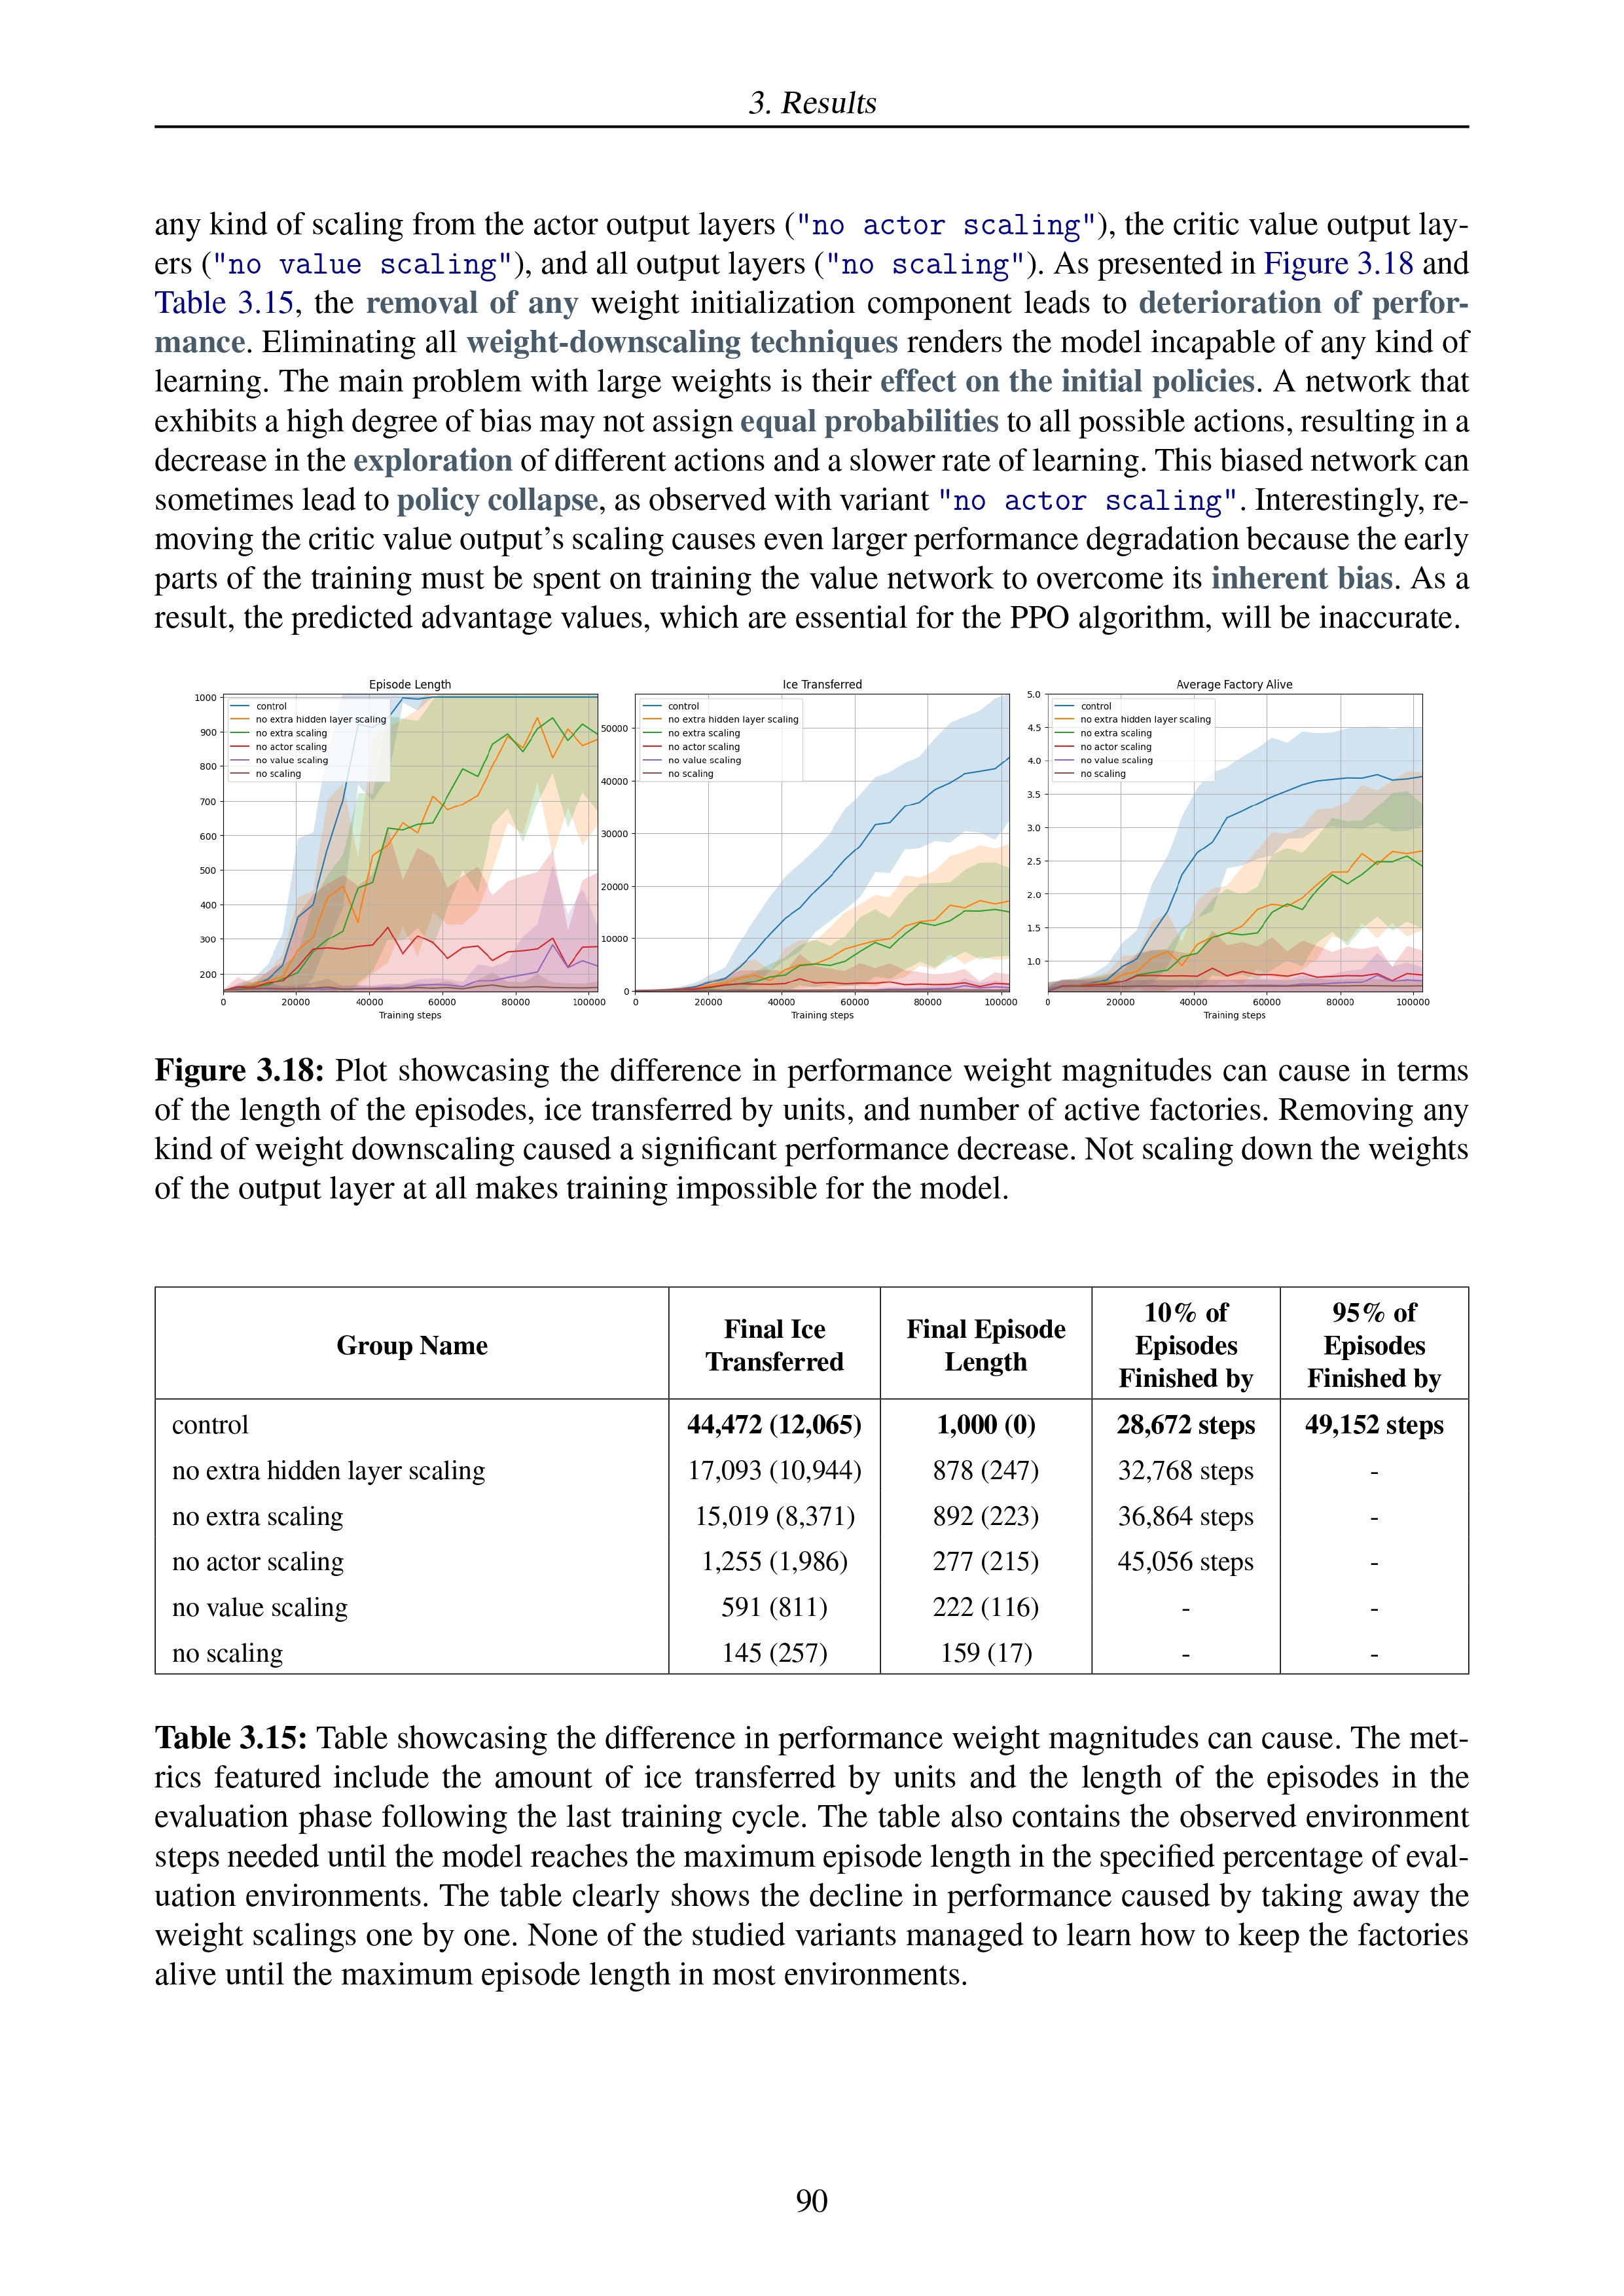 3. Results
any kind of scaling from the actor output layers ("no actor scaling"), the critic value output lay-
ers ("no value scaling"), and all output layers ("no scaling"). As presented in Figure 3.18 and
Table 3.15, the removal of any weight initialization component leads to deterioration of perfor-
mance. Eliminating all weight-downscaling techniques renders the model incapable of any kind of
learning. The main problem with large weights is their effect on the initial policies. A network that
exhibits a high degree of bias may not assign equal probabilities to all possible actions, resulting in a
decrease in the exploration of different actions and a slower rate of learning. This biased network can
sometimes lead to policy collapse, as observed with variant "no actor scaling". Interestingly, re-
moving the critic value output's scaling causes even larger performance degradation because the early
parts of the training must be spent on training the value network to overcome its inherent bias. As a
result, the predicted advantage values, which are essential for the PPO algorithm, will be inaccurate.
Episode Length
1000
900
800
700
600
500
400
300
200
control
no extra hidden layer scaling
no extra scaling
no actor scaling
no value scaling
no scaling
0 20000 40000 60000 80000 100000
Training steps
Ice Transferred
50000
40000
30000
20000
10000
0
control
no extra hidden layer scaling
no extra scaling
no actor scaling
no value scaling
no scaling
0 20000 40000 60000 80000 100000
Training steps
Average Factory Alive
5.0
4.5
4.0
3.5
3.0
2.5
2.0
1.5
1.0
control
no extra hidden layer scaling
no extra scaling
no actor scaling
no value scaling
no scaling
0 20000 40000 60000 80000 100000
Training steps
Figure 3.18: Plot showcasing the difference in performance weight magnitudes can cause in terms
of the length of the episodes, ice transferred by units, and number of active factories. Removing any
kind of weight downscaling caused a significant performance decrease. Not scaling down the weights
of the output layer at all makes training impossible for the model.
Group Name | Final Ice Transferred | Final Episode Length | 10% of Episodes Finished by | 95% of Episodes Finished by
control | 44,472 (12,065) | 1,000 (0) | 28,672 steps | 49,152 steps
no extra hidden layer scaling | 17,093 (10,944) | 878 (247) | 32,768 steps | -
no extra scaling | 15,019 (8,371) | 892 (223) | 36,864 steps | -
no actor scaling | 1,255 (1,986) | 277 (215) | 45,056 steps | -
no value scaling | 591 (811) | 222 (116) | - | -
no scaling | 145 (257) | 159 (17) | - | -
Table 3.15: Table showcasing the difference in performance weight magnitudes can cause. The met-
rics featured include the amount of ice transferred by units and the length of the episodes in the
evaluation phase following the last training cycle. The table also contains the observed environment
steps needed until the model reaches the maximum episode length in the specified percentage of eval-
uation environments. The table clearly shows the decline in performance caused by taking away the
weight scalings one by one. None of the studied variants managed to learn how to keep the factories
alive until the maximum episode length in most environments.
90